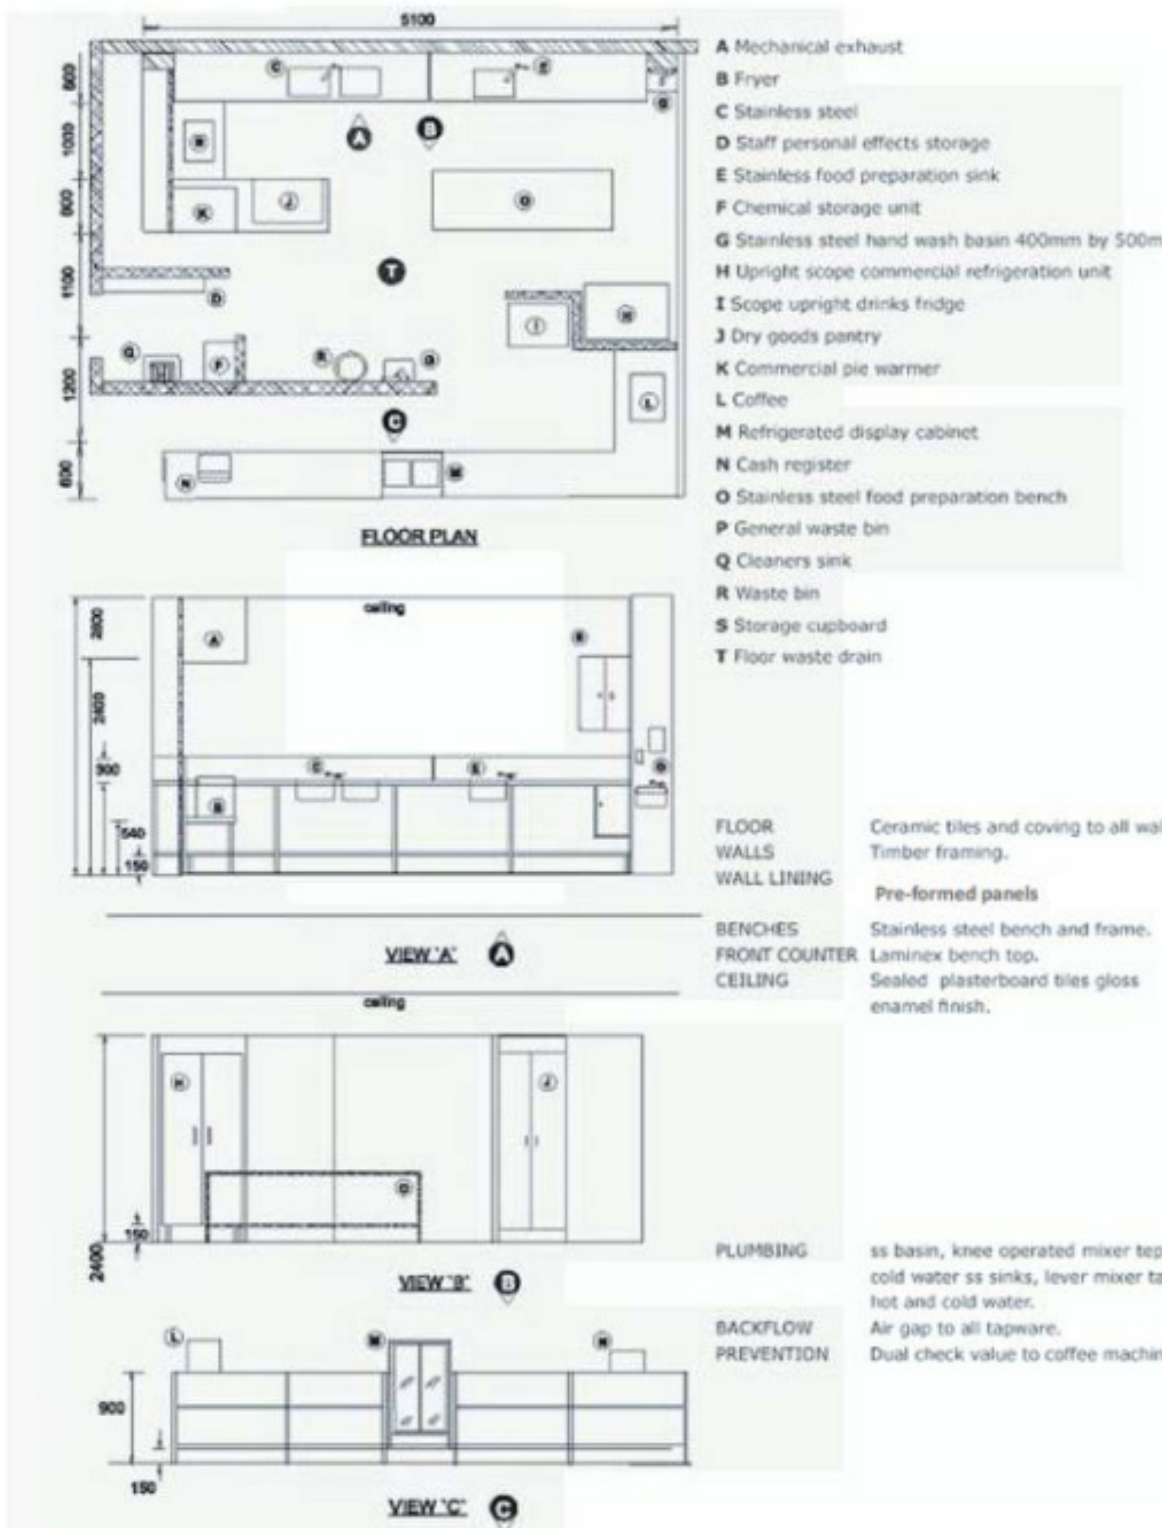 5100
A Mechanical exhaust
B Fryer
C Stainless steel
D Staff personal effects storage
E Stainless food preparation sink
F Chemical storage unit
G Stainless steel hand wash basin 400mm by 500m
H Upright scope commercial refrigeration unit
I Scope upright drinks fridge
J Dry goods pantry
K Commercial pie warmer
L Coffee
M Refrigerated display cabinet
N Cash register
O Stainless steel food preparation bench
P General waste bin
Q Cleaners sink
R Waste bin
S Storage cupboard
T Floor waste drain
1000
1100
1200
600
C
A
B
K
J
O
T
D
I
H
G
F
R
G
L
C
N
M
FLOOR PLAN
ceiling
2400
300
540
150
A
C
E
B
G
VIEW "A" A
FLOOR Ceramic tiles and coving to all wal
WALLS Timber framing.
WALL LINING
Pre-formed panels
BENCHES Stainless steel bench and frame.
FRONT COUNTER Laminex bench top.
CEILING Sealed plasterboard tiles gloss
enamel finish.
ceiling
H
J
O
150
2400
VIEW "B" B
PLUMBING ss basin, knee operated mixer tep
cold water ss sinks, lever mixer ta
hot and cold water.
BACKFLOW Air gap to all tapware.
PREVENTION Dual check value to coffee machin
L
M
N
900
150
VIEW "C" C